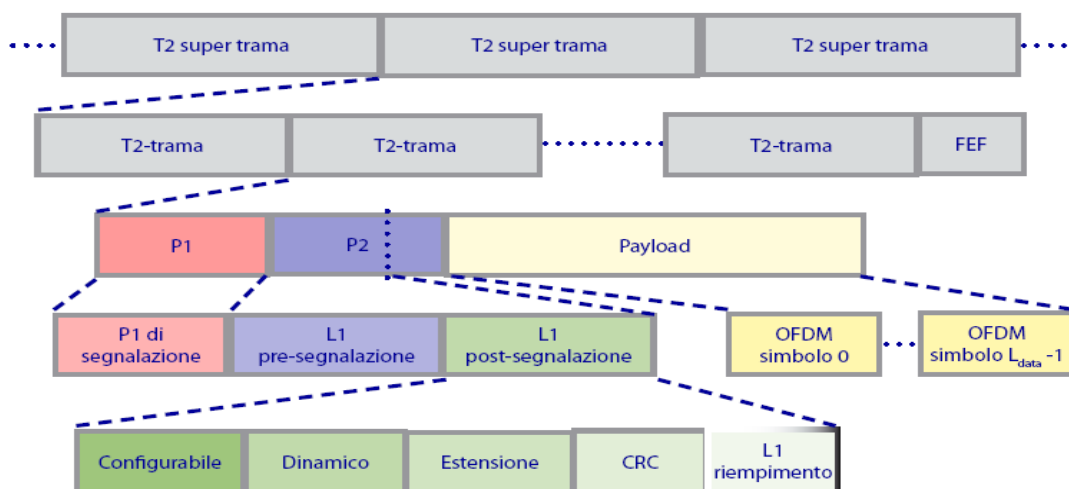 T2 super trama
T2 super trama
T2 super trama
T2-trama
T2-trama
T2-trama
FEF
P1
P2
Payload
P1 di
segnalazione
L1
pre-segnalazione
L1
post-segnalazione
OFDM
simbolo 0
OFDM
simbolo L_data -1
Configurabile
Dinamico
Estensione
CRC
L1
riempimento